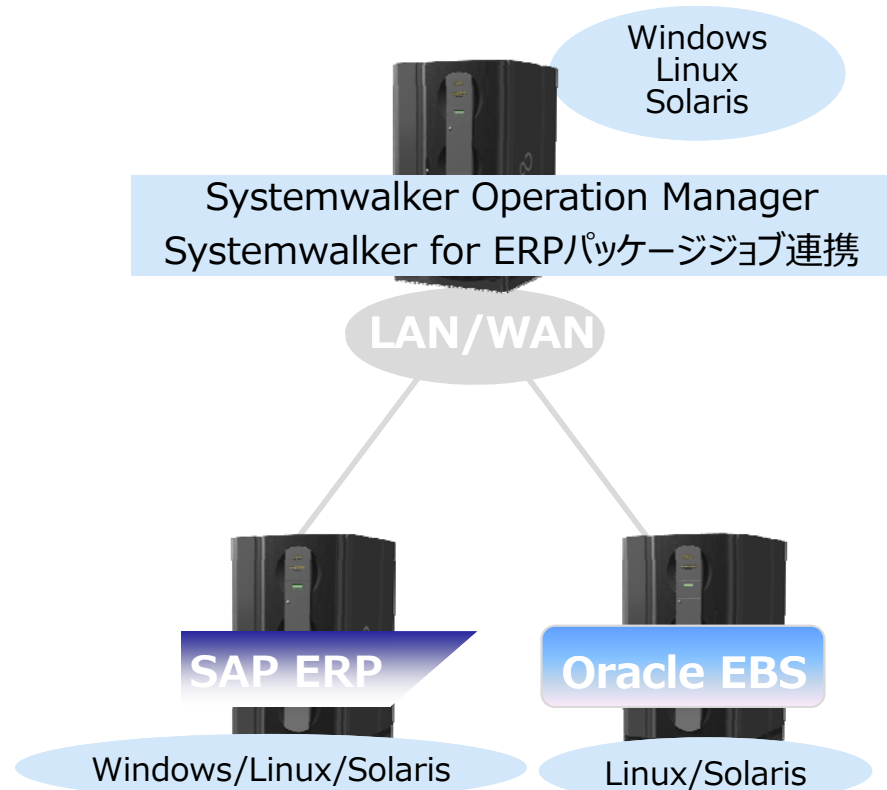 Windows
Linux
Solaris
Systemwalker Operation Manager
Systemwalker for ERPパッケージジョブ連携
LAN/WAN
SAP ERP
Oracle EBS
Windows/Linux/Solaris
Linux/Solaris